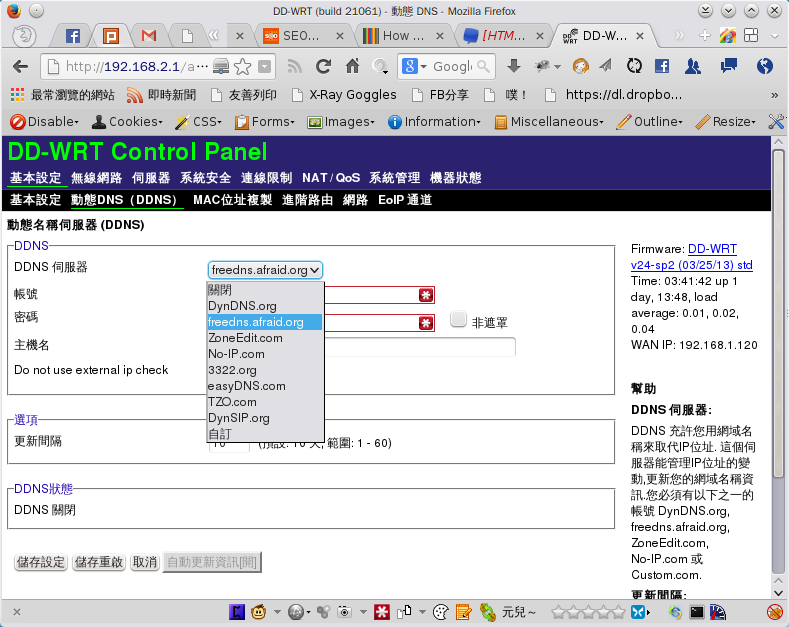 DD-WRT (build 21061) - 動態 DNS - Mozilla Firefox
SEO...
How ...
[HTM...
DD-W...
http://192.168.2.1/a...
Googl
最常瀏覽的網站 即時新聞 友善列印 X-Ray Goggles FB分享 噗！ https://dl.dropbo... »
Disable Cookies CSS Forms Images Information Miscellaneous Outline Resize
DD-WRT Control Panel
基本設定 無線網路 伺服器 系統安全 連線限制 NAT / QoS 系統管理 機器狀態
基本設定 動態DNS（DDNS） MAC位址複製 進階路由 網路 EoIP 通道
動態名稱伺服器 (DDNS)
DDNS
DDNS 伺服器 freedns.afraid.org
關閉
DynDNS.org
freedns.afraid.org
ZoneEdit.com
No-IP.com
3322.org
easyDNS.com
TZO.com
DynSIP.org
自訂
帳號
密碼 非遮罩
主機名
Do not use external ip check
選項
更新間隔 10 (預設: 10 天, 範圍: 1 - 60)
DDNS狀態
DDNS 關閉
儲存設定 儲存重啟 取消 自動更新資訊[開]
Firmware: DD-WRT
v24-sp2 (03/25/13) std
Time: 03:41:42 up 1
day, 13:48, load
average: 0.01, 0.02,
0.04
WAN IP: 192.168.1.120
幫助
DDNS 伺服器:
DDNS 充許您用網域名
稱來取代IP位址. 這個伺
服器能管理IP位址的變
動,更新您的網域名稱資
訊.您必須有以下之一的
帳號 DynDNS.org,
freedns.afraid.org,
ZoneEdit.com,
No-IP.com 或
Custom.com.
更新間隔:
元兒～